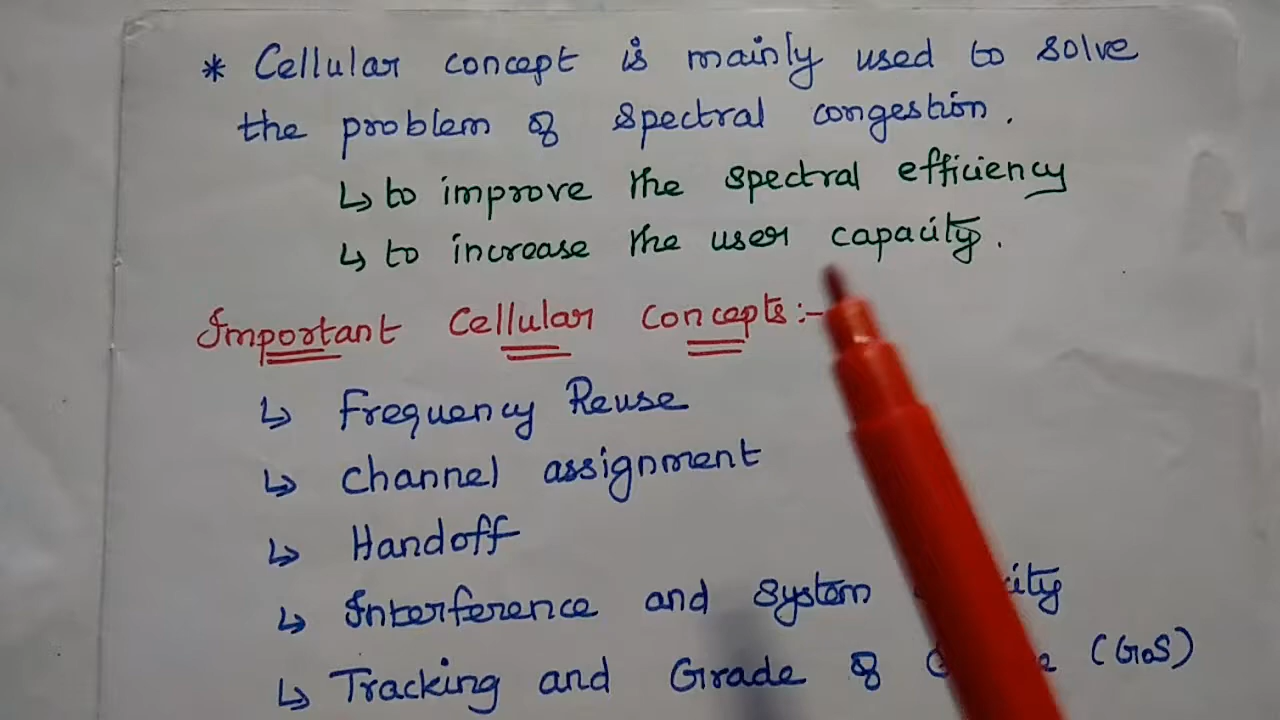 * Cellular concept is mainly used to solve
the problem of spectral congestion.
↳ to improve the spectral efficiency
↳ to increase the user capacity.
Important Cellular Concepts:-
↳ Frequency Reuse
↳ Channel assignment
↳ Handoff
↳ Interference and System
↳ Tracking and Grade of (GoS)